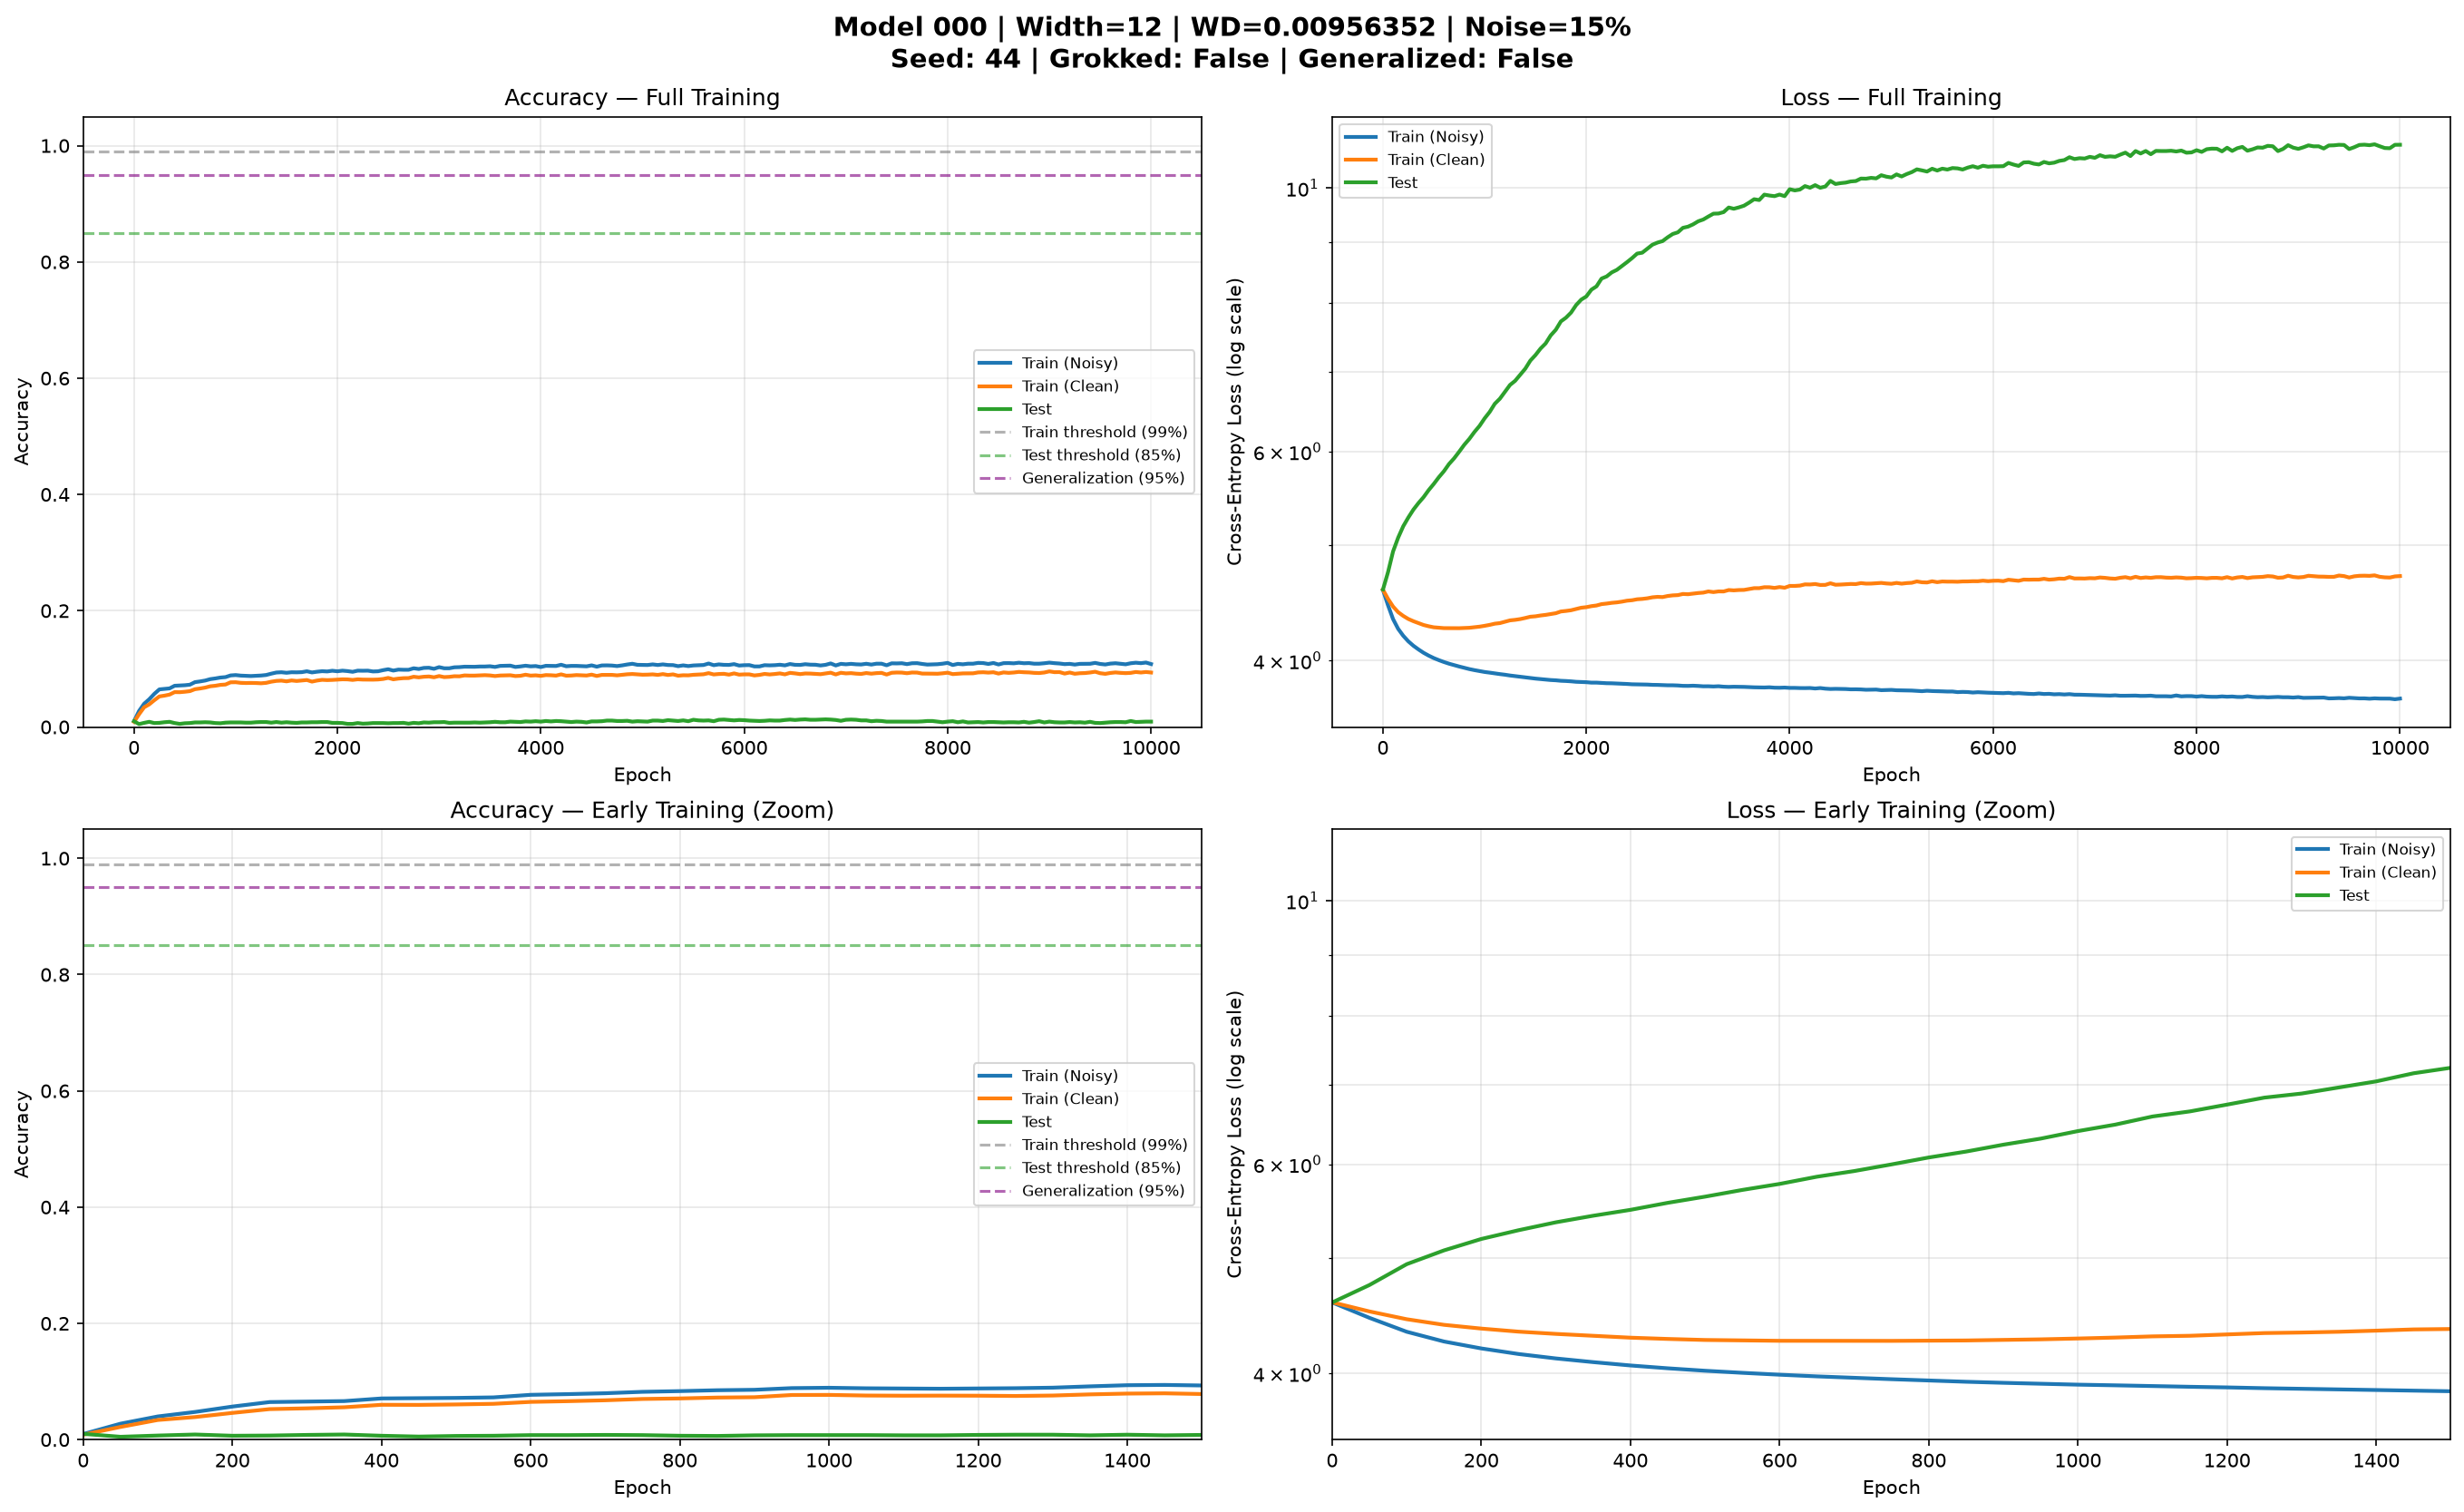 Model 000 | Width=12 | WD=0.00956352 | Noise=15%
Seed: 44 | Grokked: False | Generalized: False
Accuracy — Full Training
1.0
0.8
0.6
0.4
0.2
0.0
Accuracy
Train (Noisy)
Train (Clean)
Test
Train threshold (99%)
Test threshold (85%)
Generalization (95%)
0 2000 4000 6000 8000 10000
Epoch
Loss — Full Training
Train (Noisy)
Train (Clean)
Test
10¹
6 × 10⁰
4 × 10⁰
Cross-Entropy Loss (log scale)
0 2000 4000 6000 8000 10000
Epoch
Accuracy — Early Training (Zoom)
1.0
0.8
0.6
0.4
0.2
0.0
Accuracy
Train (Noisy)
Train (Clean)
Test
Train threshold (99%)
Test threshold (85%)
Generalization (95%)
0 200 400 600 800 1000 1200 1400
Epoch
Loss — Early Training (Zoom)
Train (Noisy)
Train (Clean)
Test
10¹
6 × 10⁰
4 × 10⁰
Cross-Entropy Loss (log scale)
0 200 400 600 800 1000 1200 1400
Epoch